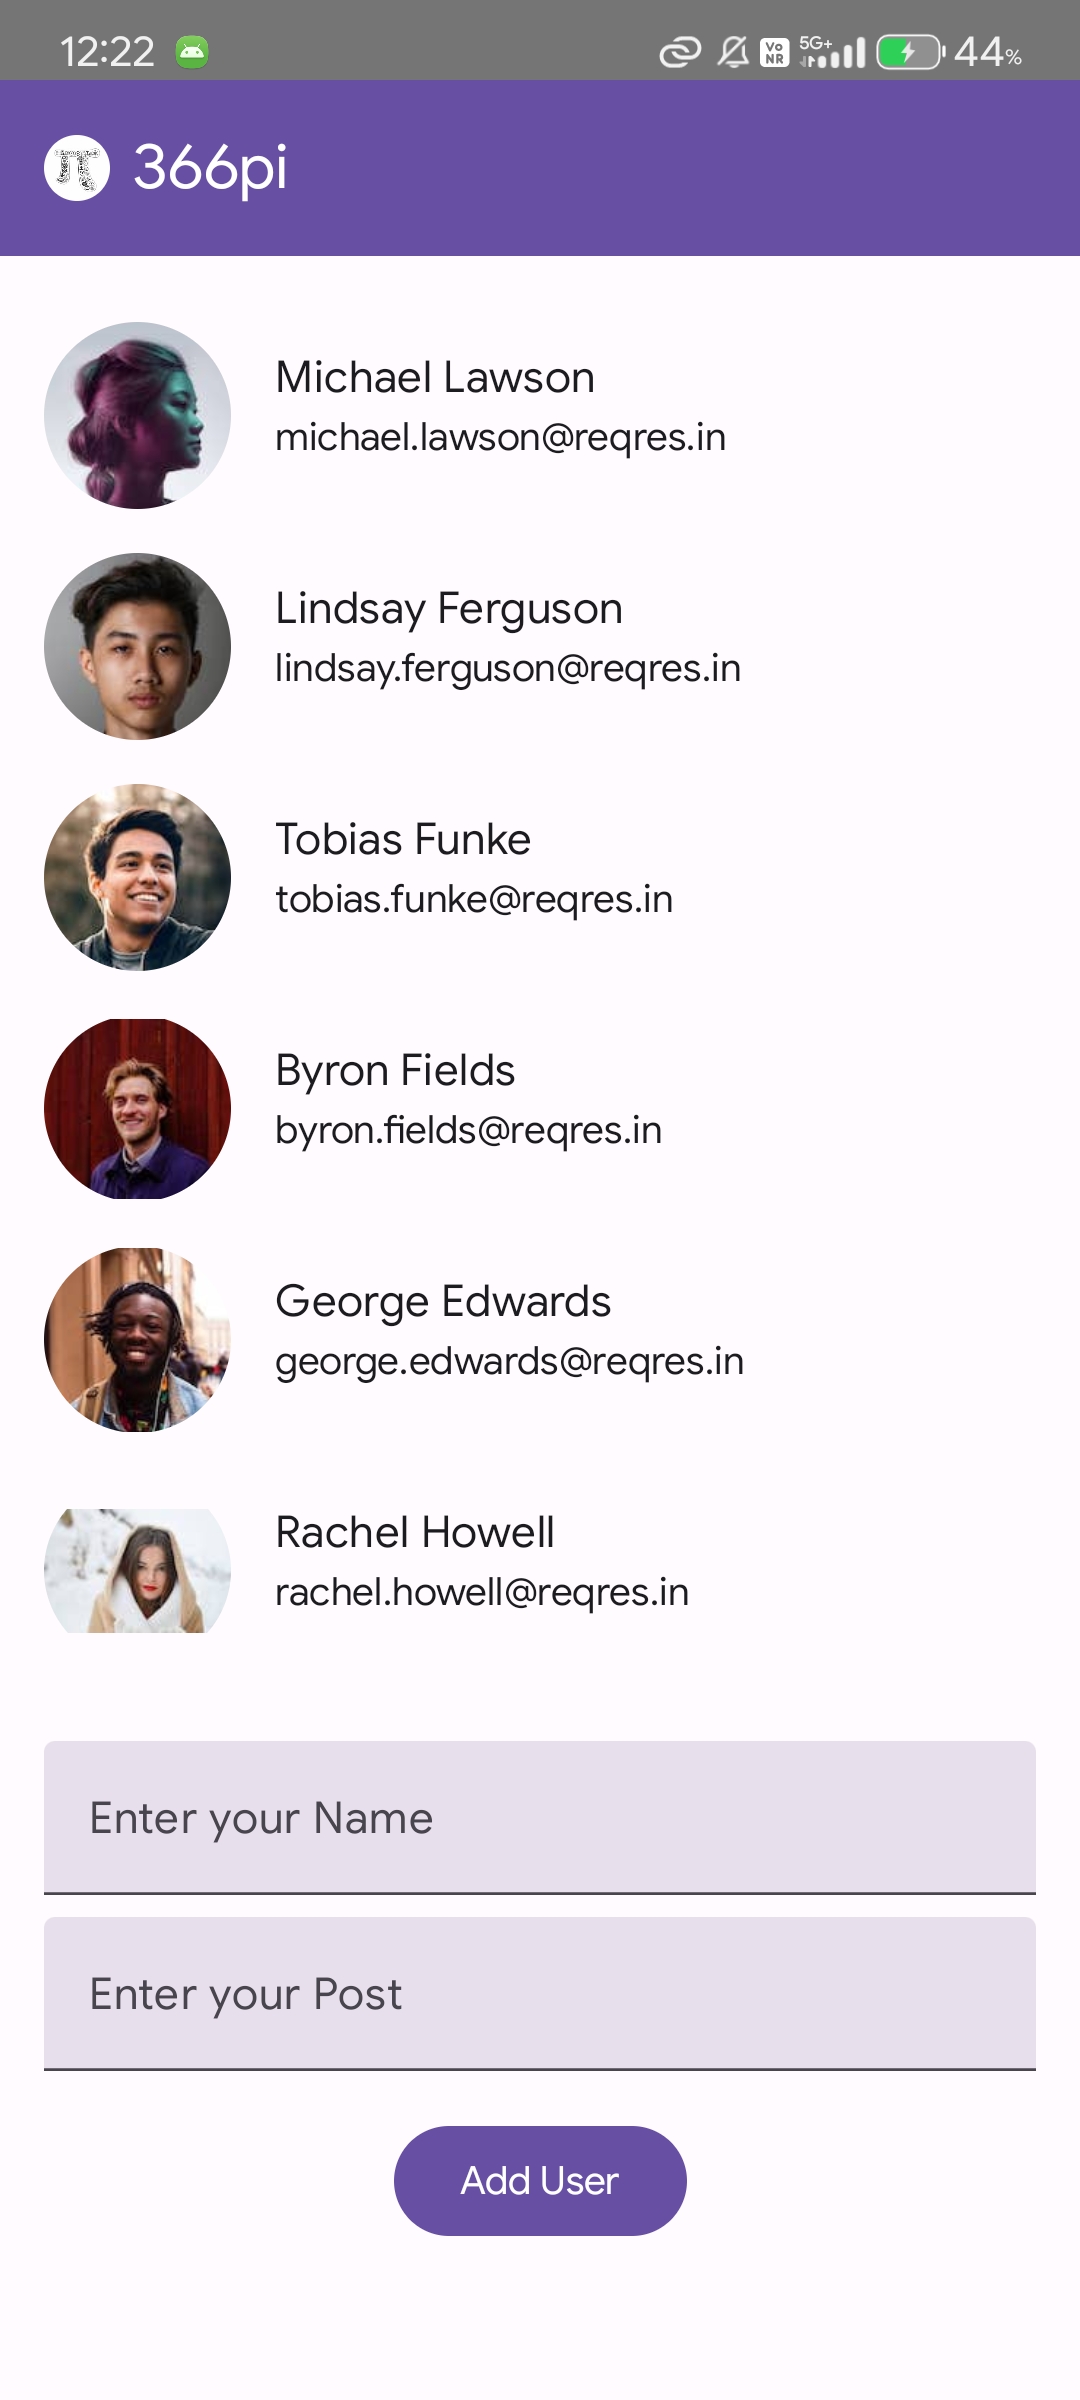 12:22 VoNR 5G+ 44%
366pi
Michael Lawson
michael.lawson@reqres.in
Lindsay Ferguson
lindsay.ferguson@reqres.in
Tobias Funke
tobias.funke@reqres.in
Byron Fields
byron.fields@reqres.in
George Edwards
george.edwards@reqres.in
Rachel Howell
rachel.howell@reqres.in
Enter your Name
Enter your Post
Add User